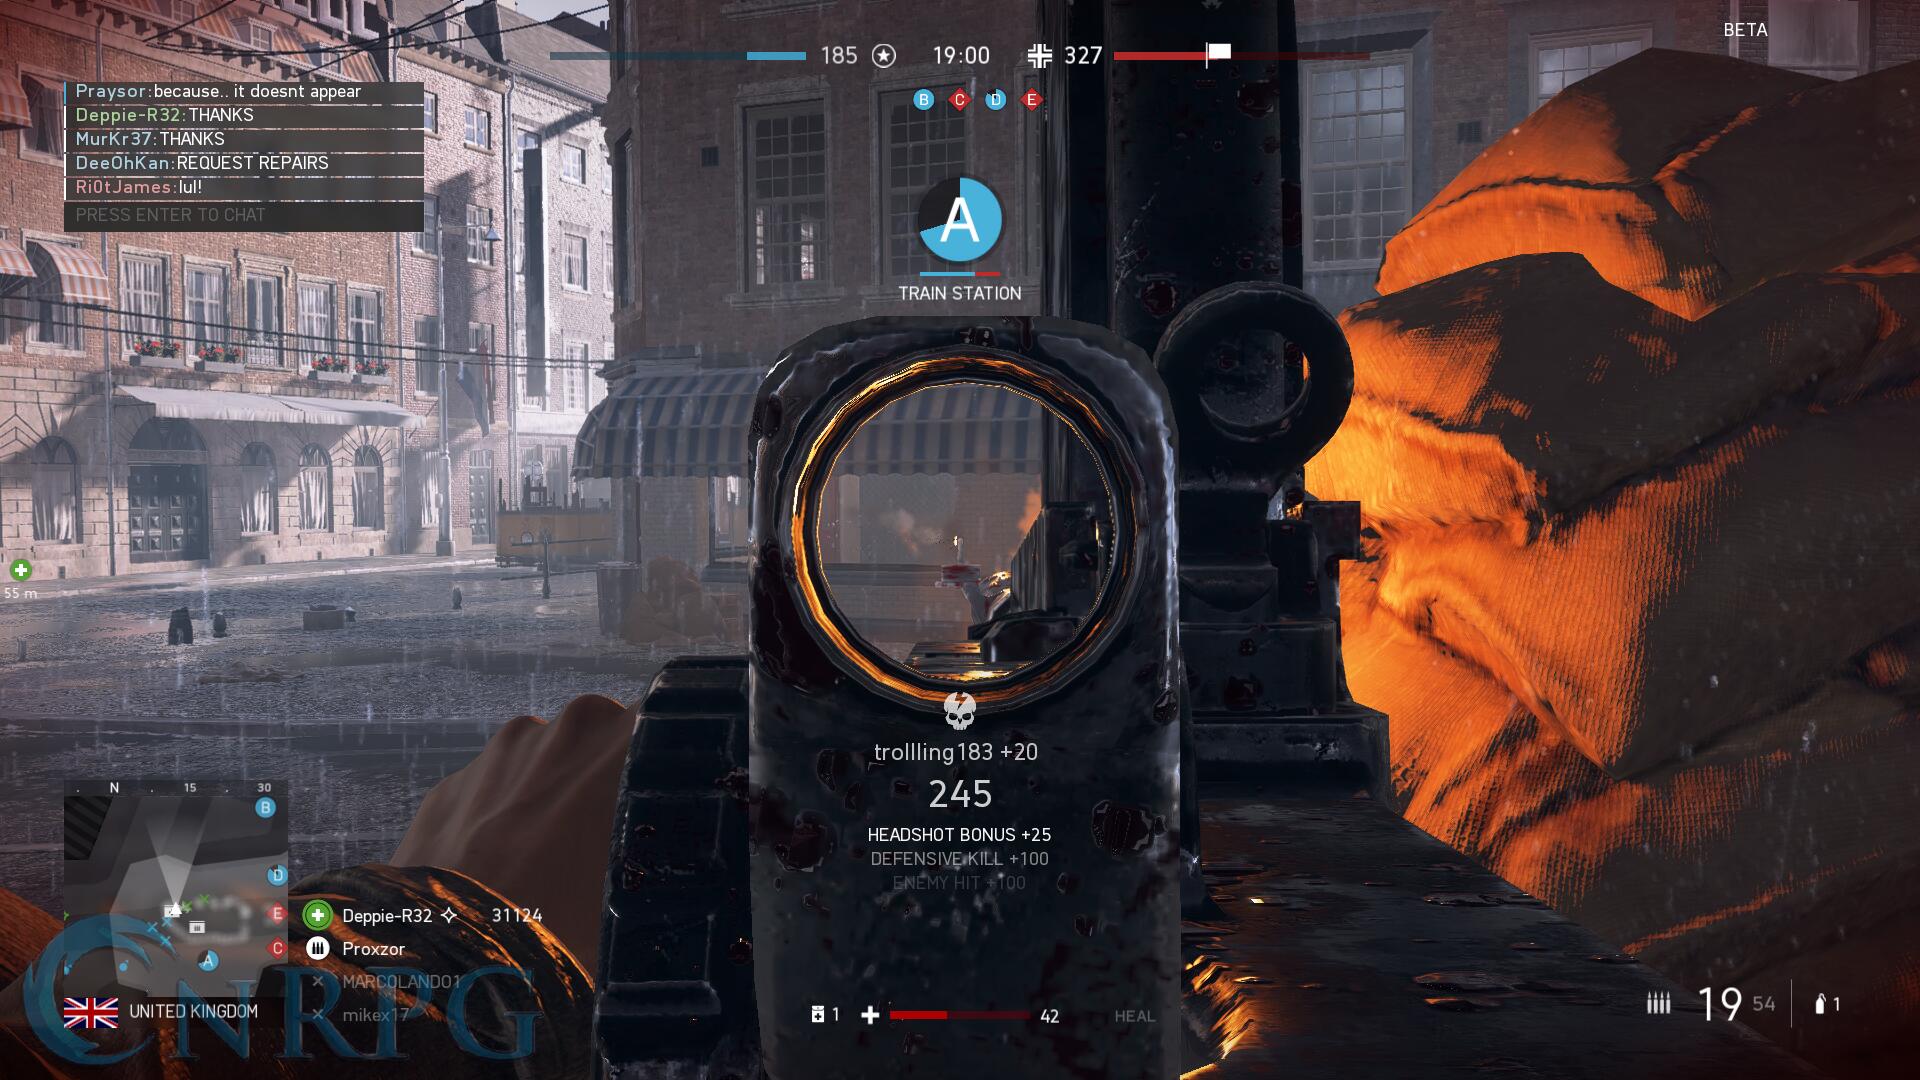 BETA
185 19:00 327
B C D E
Praysor:because.. it doesnt appear
Deppie-R32:THANKS
MurKr37:THANKS
DeeOhKan:REQUEST REPAIRS
Ri0tJames:lul!
PRESS ENTER TO CHAT
A
TRAIN STATION
55 m
trollling183 +20
245
HEADSHOT BONUS +25
DEFENSIVE KILL +100
ENEMY HIT +100
N 15 30
B
D
E
C
A
Deppie-R32 31124
Proxzor
MARCOLANDO1
mikex17
UNITED KINGDOM
CNRPG
1 42 HEAL
19 54 1